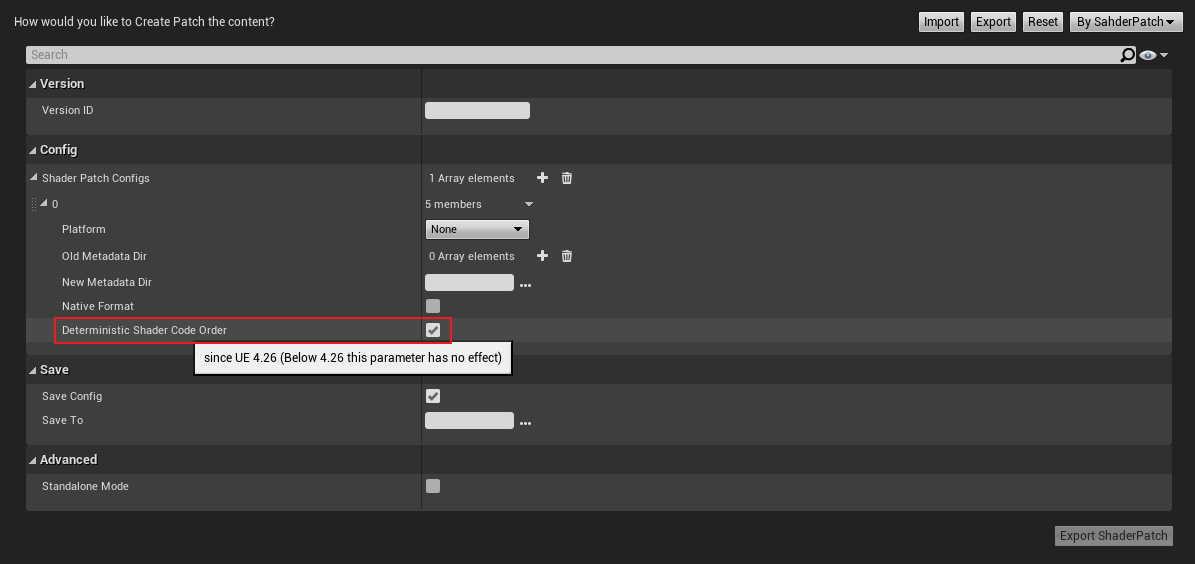 How would you like to Create Patch the content? Import Export Reset By SahderPatch
Search
Version
Version ID
Config
Shader Patch Configs 1 Array elements
0 5 members
Platform None
Old Metadata Dir 0 Array elements
New Metadata Dir ...
Native Format
Deterministic Shader Code Order
since UE 4.26 (Below 4.26 this parameter has no effect)
Save
Save Config
Save To ...
Advanced
Standalone Mode
Export ShaderPatch